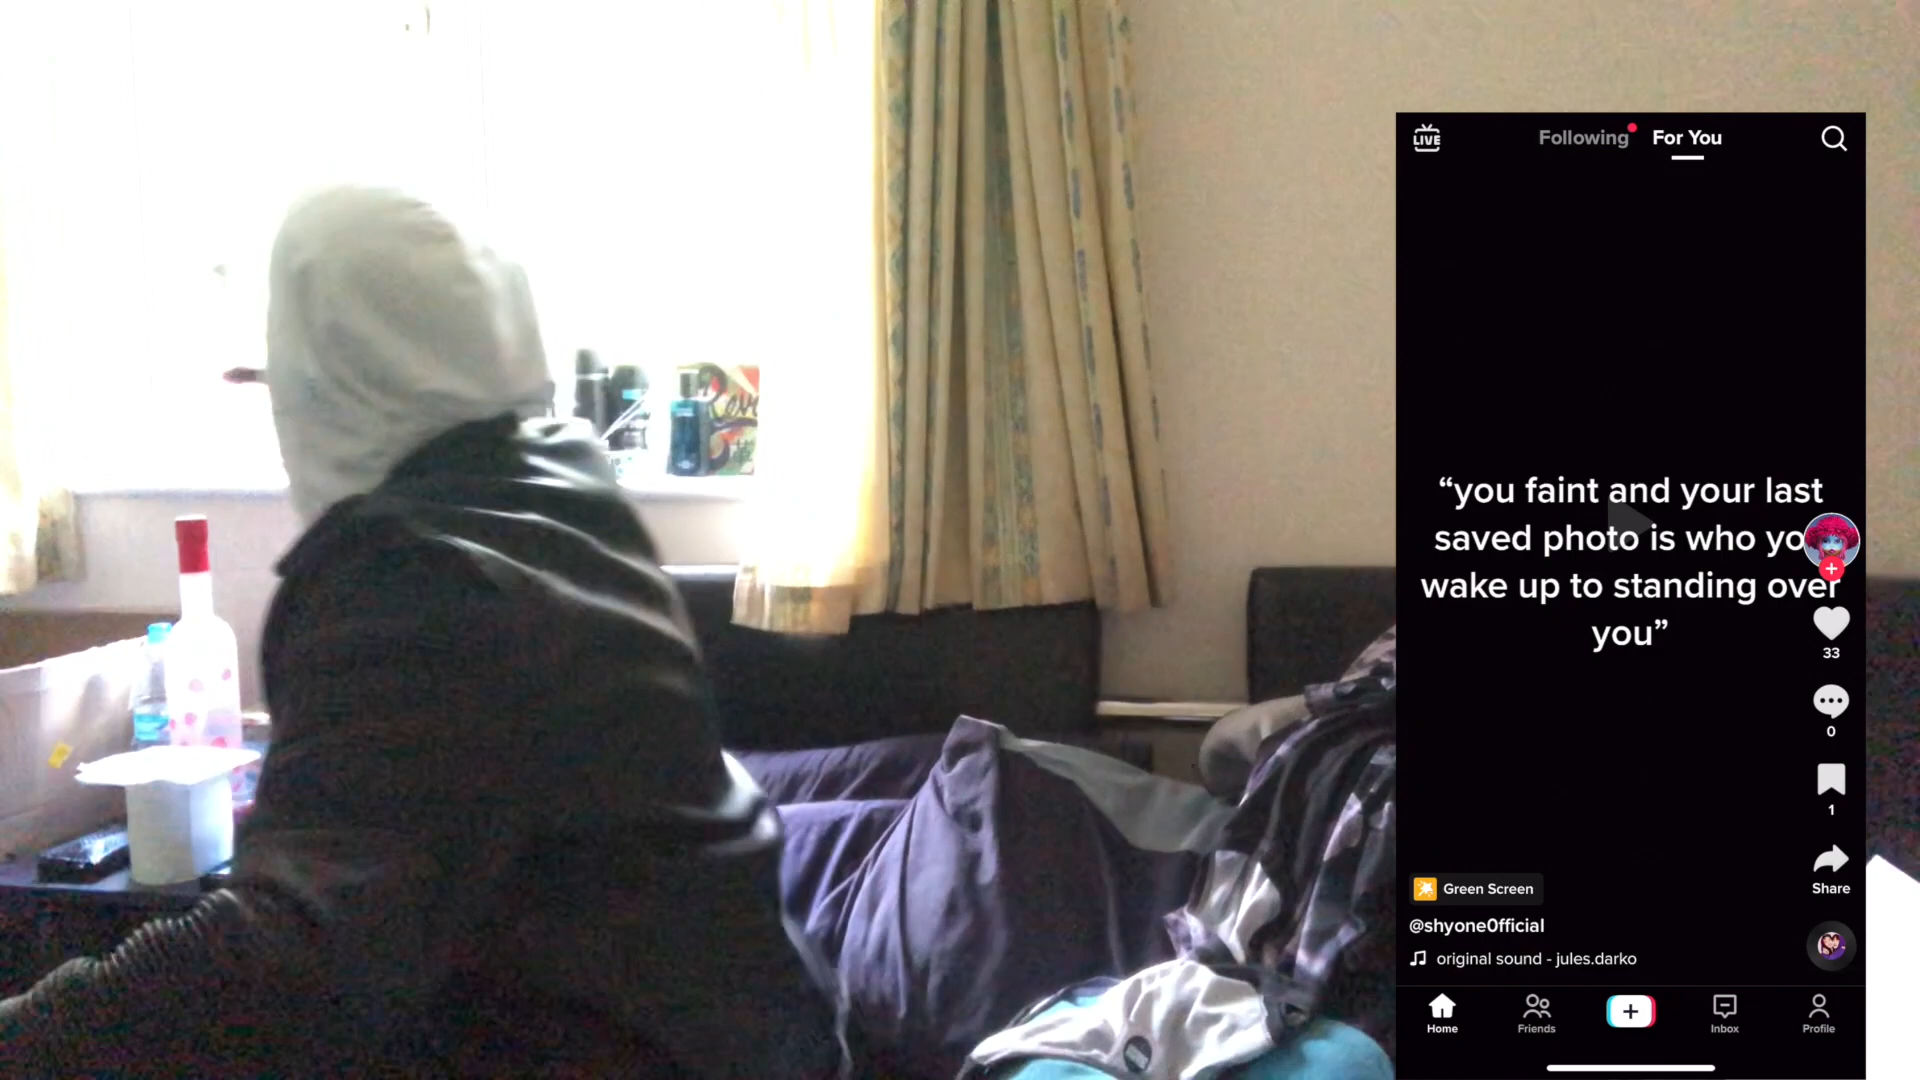 LIVE
Following
For You
“you faint and your last
saved photo is who yo
wake up to standing over
you”
33
0
1
Share
Green Screen
@shyone0fficial
original sound - jules.darko
Home
Friends
Inbox
Profile